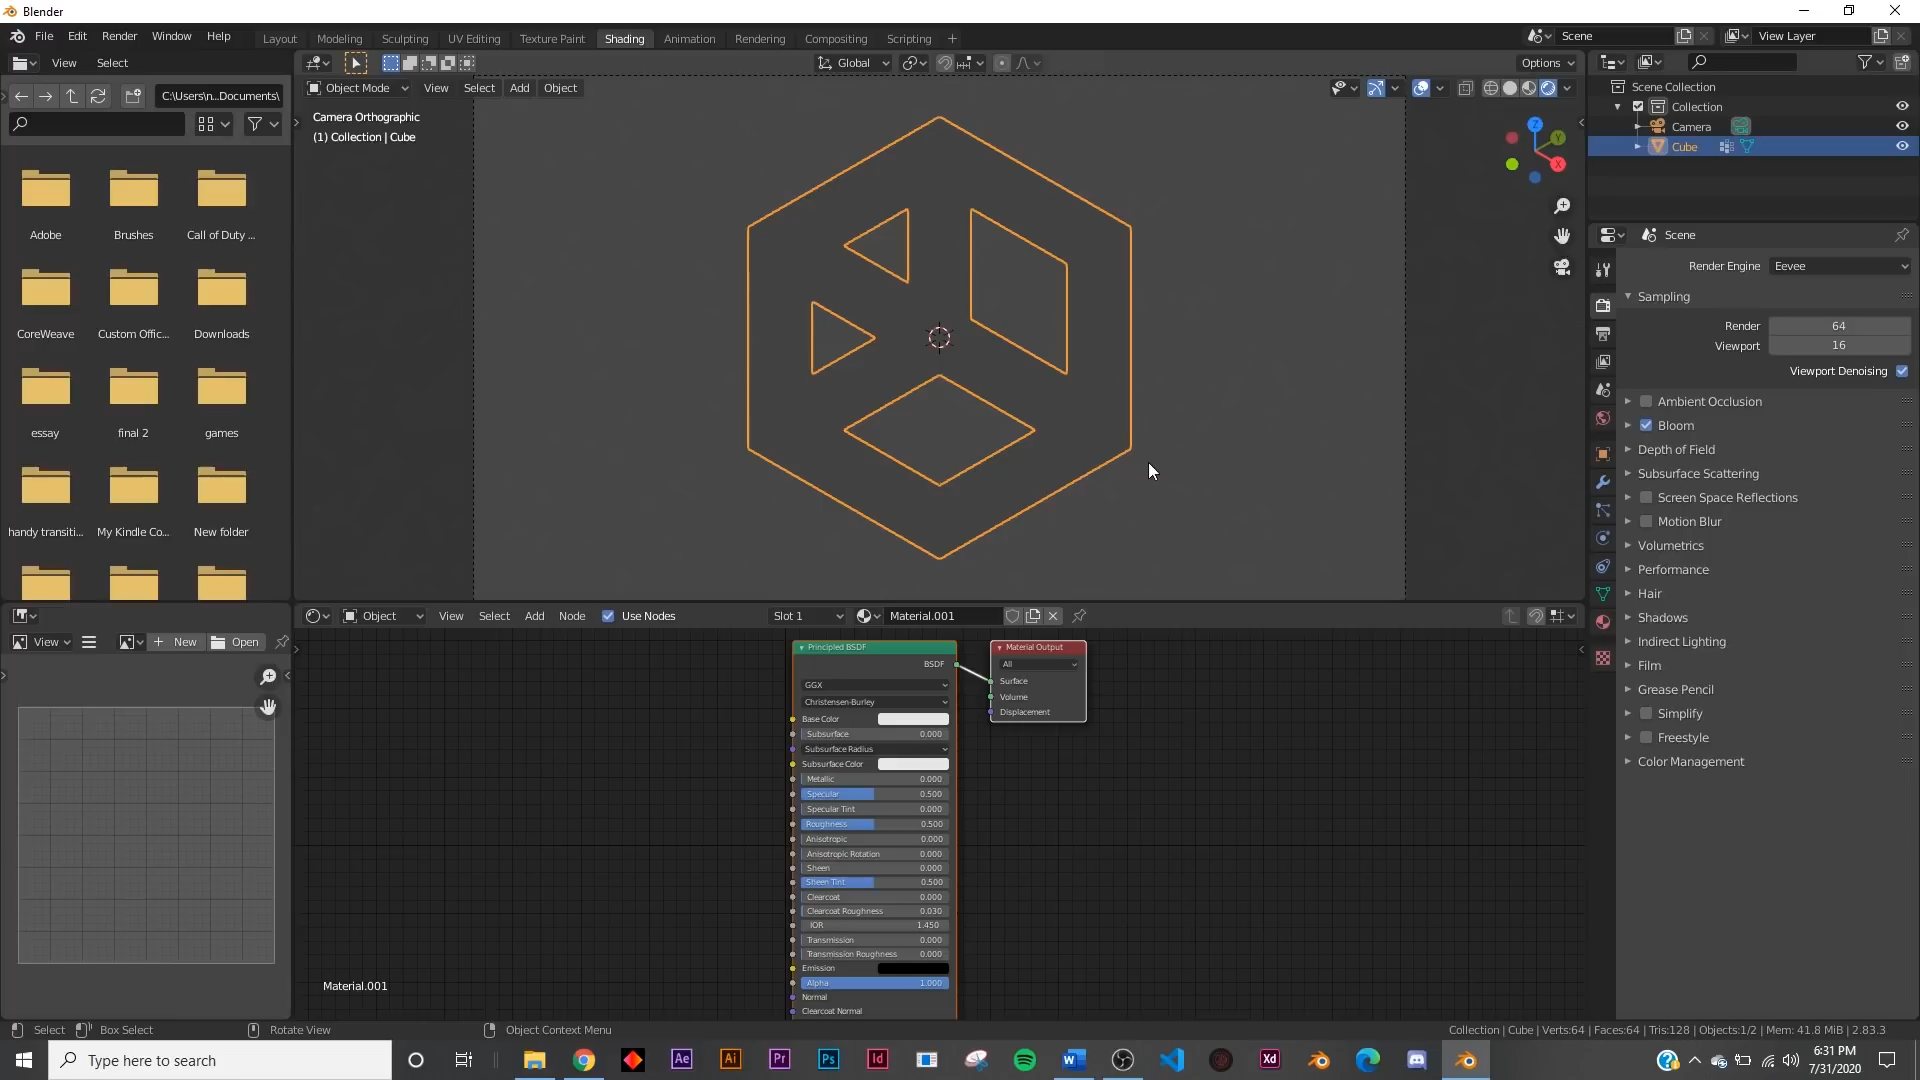 Blender
File Edit Render Window Help
Layout Modeling Sculpting UV Editing Texture Paint Shading Animation Rendering Compositing Scripting
Scene
View Layer
View Select
Global
Options
C:\Users\n...Documents\
Object Mode View Select Add Object
Camera Orthographic
(1) Collection | Cube
Adobe Brushes Call of Duty ...
CoreWeave Custom Offic... Downloads
essay final 2 games
handy transiti... My Kindle Co... New folder
Z
Y
X
Scene Collection
Collection
Camera
Cube
Scene
Render Engine Eevee
Sampling
Render 64
Viewport 16
Viewport Denoising
Ambient Occlusion
Bloom
Depth of Field
Subsurface Scattering
Screen Space Reflections
Motion Blur
Volumetrics
Performance
Hair
Shadows
Indirect Lighting
Film
Grease Pencil
Simplify
Freestyle
Color Management
View New Open
Object View Select Add Node Use Nodes Slot 1 Material.001
Principled BSDF
BSDF
GGX
Christensen-Burley
Base Color
Subsurface 0.000
Subsurface Radius
Subsurface Color
Metallic 0.000
Specular 0.500
Specular Tint 0.000
Roughness 0.500
Anisotropic 0.000
Anisotropic Rotation 0.000
Sheen 0.000
Sheen Tint 0.500
Clearcoat 0.000
Clearcoat Roughness 0.030
IOR 1.450
Transmission 0.000
Transmission Roughness 0.000
Emission
Alpha 1.000
Normal
Clearcoat Normal
Material Output
All
Surface
Volume
Displacement
Material.001
Select Box Select Rotate View Object Context Menu
Collection | Cube | Verts:64 | Faces:64 | Tris:128 | Objects:1/2 | Mem: 41.8 MiB | 2.83.3
Type here to search
Ae Ai Pr Ps Id W Xd
6:31 PM
7/31/2020